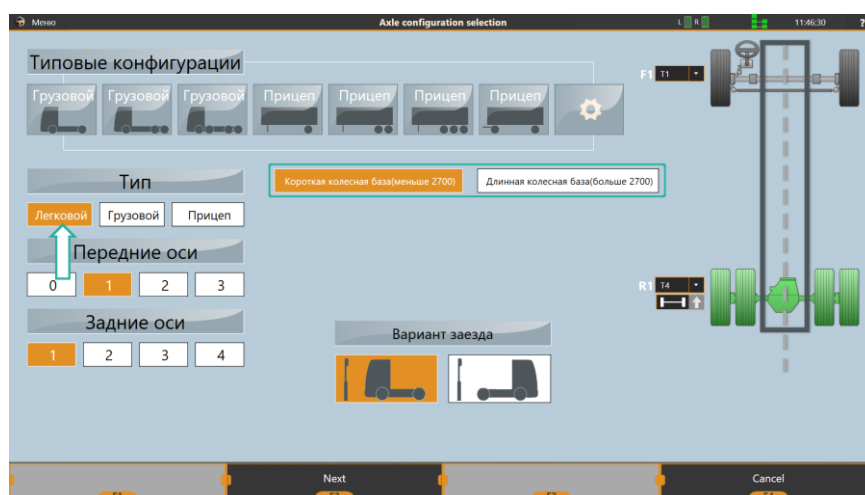 Меню
Axle configuration selection
L R
11:46:30
?
Типовые конфигурации
Грузовой Грузовой Грузовой Прицеп Прицеп Прицеп Прицеп
F1 T1
Тип
Короткая колесная база(меньше 2700) Длинная колесная база(больше 2700)
Легковой Грузовой Прицеп
Передние оси
0 1 2 3
R1 T4
Задние оси
1 2 3 4
Вариант заезда
Next
Cancel